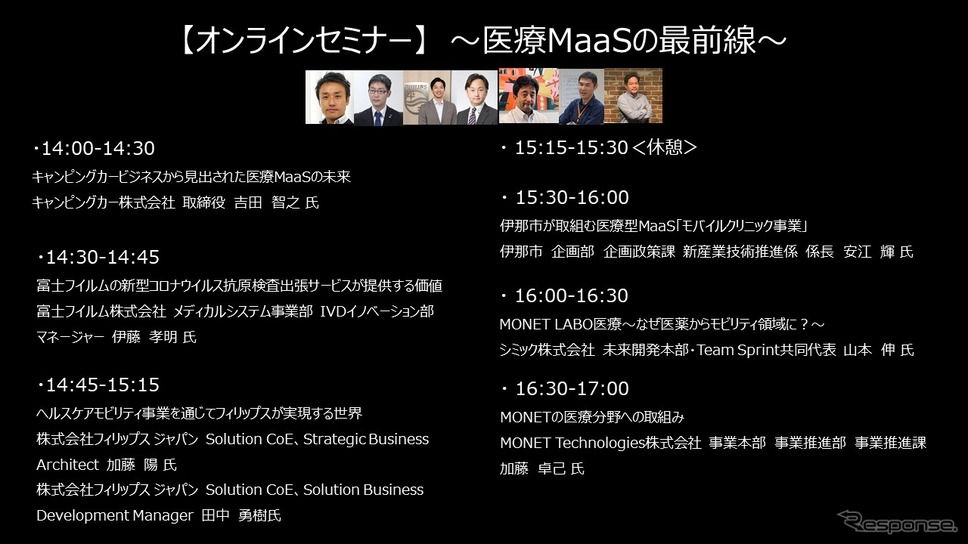 【オンラインセミナー】 ～医療MaaSの最前線～
・14:00-14:30
キャンピングカービジネスから見出された医療MaaSの未来
キャンピングカー株式会社 取締役 吉田 智之 氏
・14:30-14:45
富士フイルムの新型コロナウイルス抗原検査出張サービスが提供する価値
富士フイルム株式会社 メディカルシステム事業部 IVDイノベーション部
マネージャー 伊藤 孝明 氏
・14:45-15:15
ヘルスケアモビリティ事業を通じてフィリップスが実現する世界
株式会社フィリップス ジャパン Solution CoE、Strategic Business
Architect 加藤 陽 氏
株式会社フィリップス ジャパン Solution CoE、Solution Business
Development Manager 田中 勇樹氏
・ 15:15-15:30＜休憩＞
・ 15:30-16:00
伊那市が取組む医療型MaaS「モバイルクリニック事業」
伊那市 企画部 企画政策課 新産業技術推進係 係長 安江 輝 氏
・ 16:00-16:30
MONET LABO医療～なぜ医薬からモビリティ領域に？～
シミック株式会社 未来開発本部・Team Sprint共同代表 山本 伸 氏
・ 16:30-17:00
MONETの医療分野への取組み
MONET Technologies株式会社 事業本部 事業推進部 事業推進課
加藤 卓己 氏
Response.